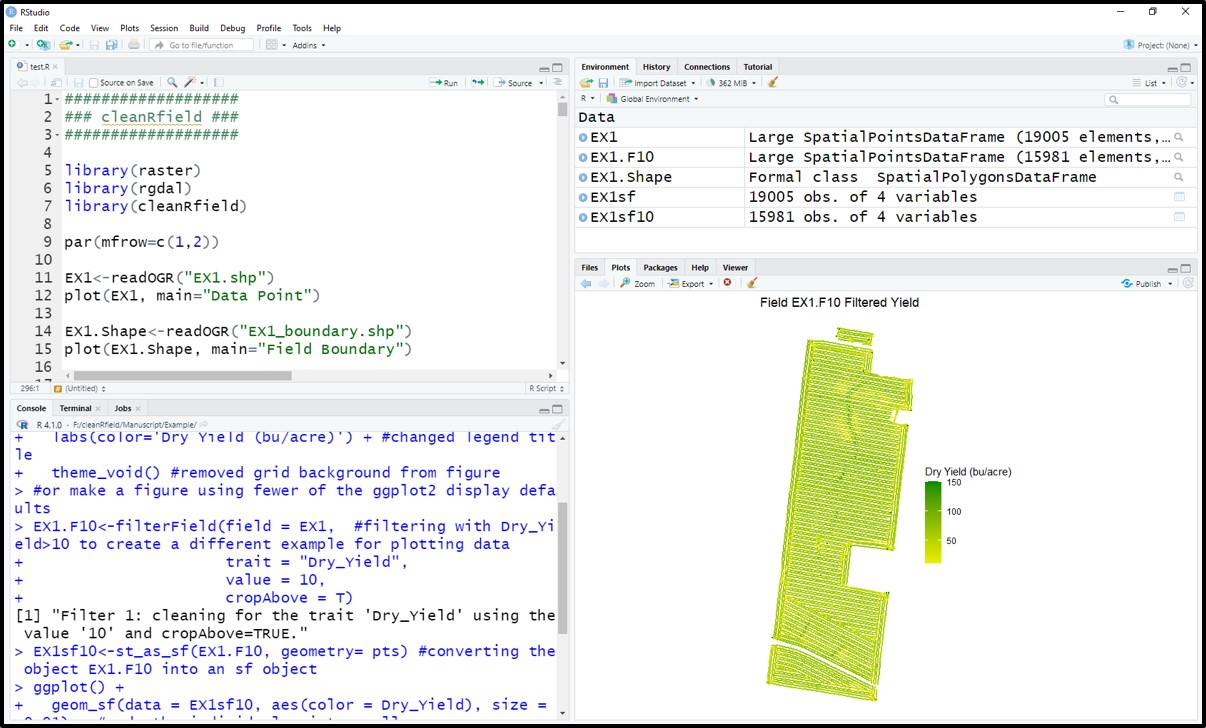 RStudio
File Edit Code View Plots Session Build Debug Profile Tools Help
Go to file/function Addins
Project: (None)
test.R
Source on Save Run Source
1 ###################
2 ### cleanRfield ###
3 ###################
4
5 library(raster)
6 library(rgdal)
7 library(cleanRfield)
8
9 par(mfrow=c(1,2))
10
11 EX1<-readOGR("EX1.shp")
12 plot(EX1, main="Data Point")
13
14 EX1.Shape<-readOGR("EX1_boundary.shp")
15 plot(EX1.Shape, main="Field Boundary")
16
17
296:1 (Untitled) R Script
Console Terminal Jobs
R 4.1.0 · F:/cleanRfield/Manuscript/Example/
+ labs(color='Dry Yield (bu/acre)') + #changed legend tit
le
+ theme_void() #removed grid background from figure
> #or make a figure using fewer of the ggplot2 display defa
ults
> EX1.F10<-filterField(field = EX1, #filtering with Dry_Yi
eld>10 to create a different example for plotting data
+ trait = "Dry_Yield",
+ value = 10,
+ cropAbove = T)
[1] "Filter 1: cleaning for the trait 'Dry_Yield' using the
value '10' and cropAbove=TRUE."
> EX1sf10<-st_as_sf(EX1.F10, geometry= pts) #converting the
object EX1.F10 into an sf object
> ggplot() +
+ geom_sf(data = EX1sf10, aes(color = Dry_Yield), size =
Environment History Connections Tutorial
Import Dataset 362 MiB List
R Global Environment
Data
EX1 Large SpatialPointsDataFrame (19005 elements,…
EX1.F10 Large SpatialPointsDataFrame (15981 elements,…
EX1.Shape Formal class SpatialPolygonsDataFrame
EX1sf 19005 obs. of 4 variables
EX1sf10 15981 obs. of 4 variables
Files Plots Packages Help Viewer
Zoom Export Publish
Field EX1.F10 Filtered Yield
Dry Yield (bu/acre)
150
100
50